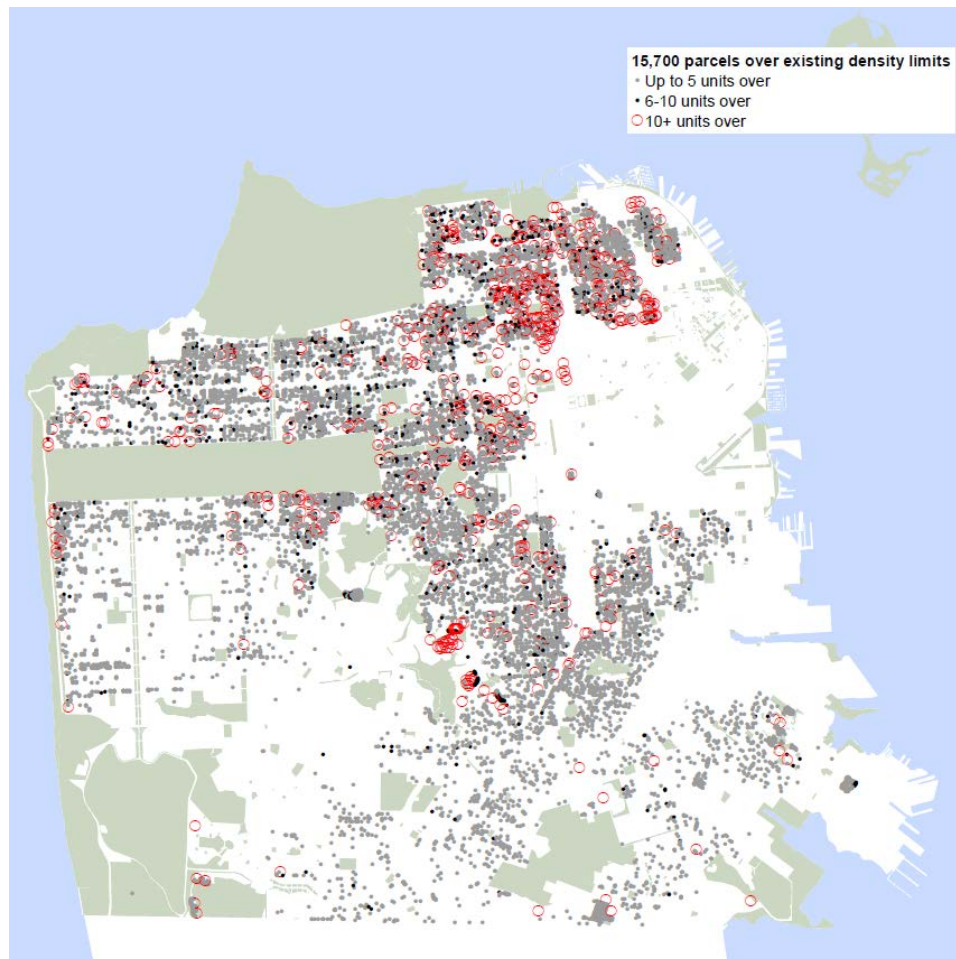 15,700 parcels over existing density limits
Up to 5 units over
6-10 units over
10+ units over